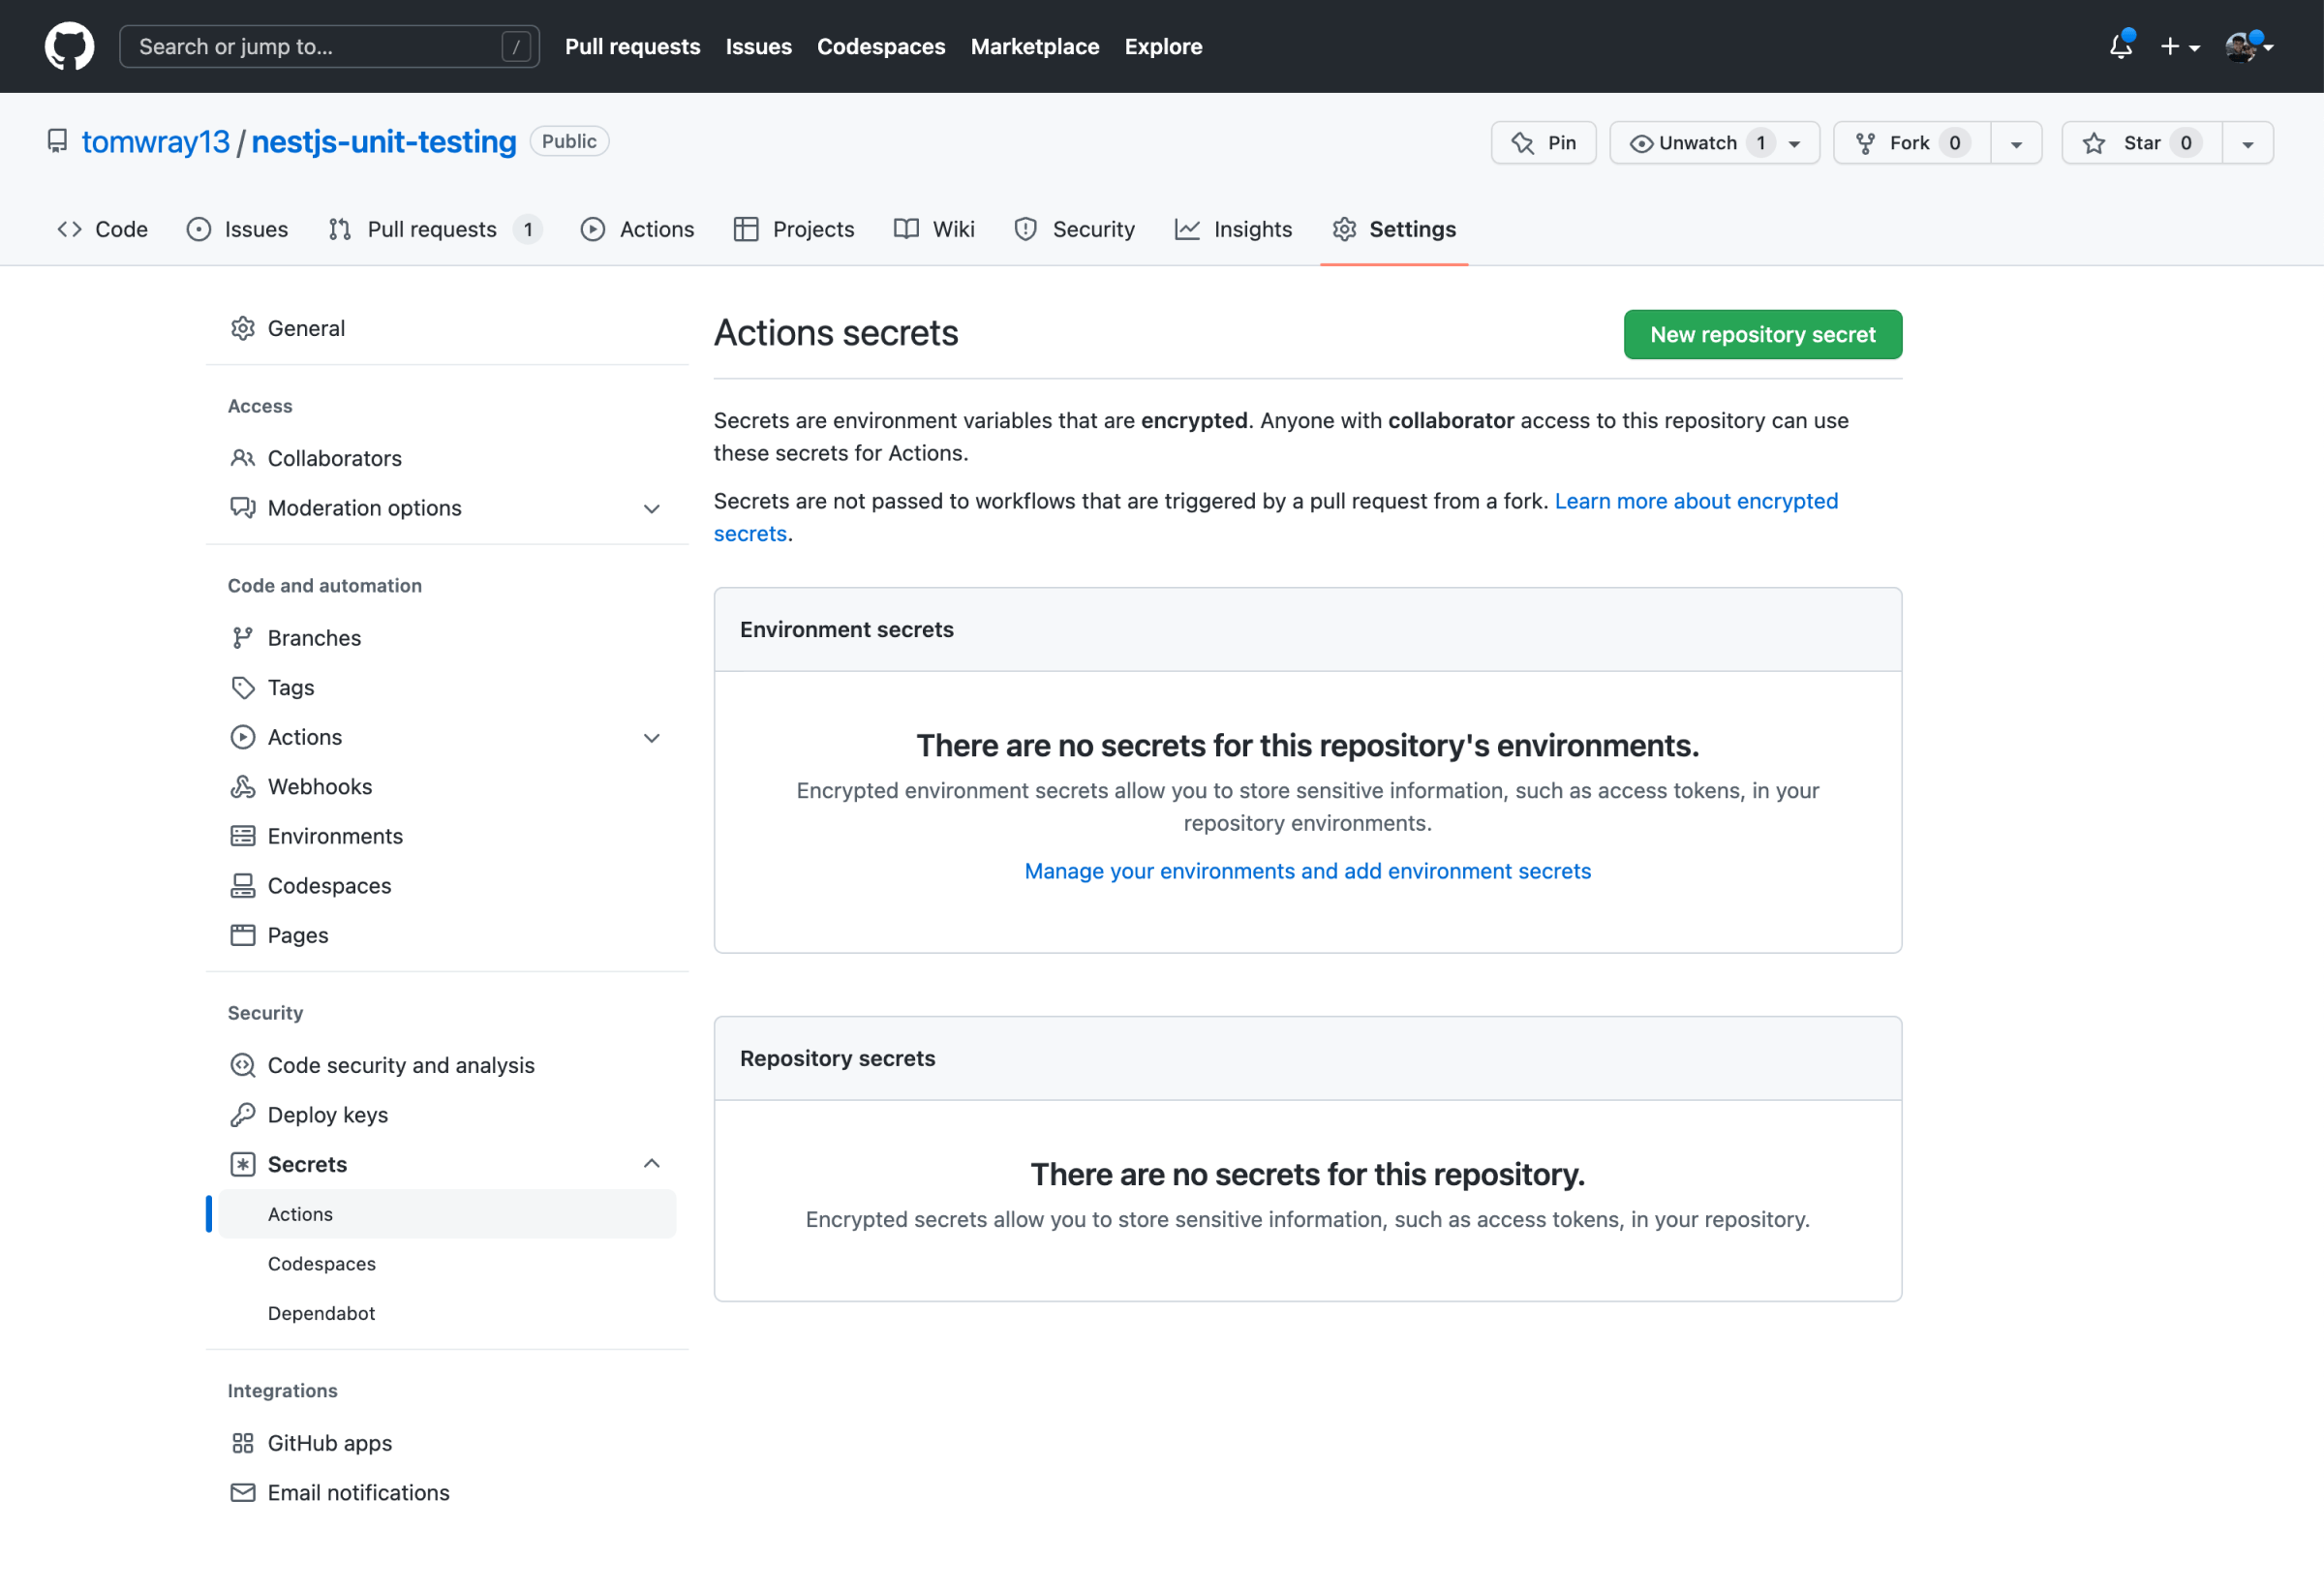 Search or jump to... /
Pull requests Issues Codespaces Marketplace Explore
tomwray13 / nestjs-unit-testing Public
Pin Unwatch 1 Fork 0 Star 0
Code Issues Pull requests 1 Actions Projects Wiki Security Insights Settings
General
Access
Collaborators
Moderation options
Code and automation
Branches
Tags
Actions
Webhooks
Environments
Codespaces
Pages
Security
Code security and analysis
Deploy keys
Secrets
Actions
Codespaces
Dependabot
Integrations
GitHub apps
Email notifications
Actions secrets
New repository secret
Secrets are environment variables that are encrypted. Anyone with collaborator access to this repository can use
these secrets for Actions.
Secrets are not passed to workflows that are triggered by a pull request from a fork. Learn more about encrypted
secrets.
Environment secrets
There are no secrets for this repository's environments.
Encrypted environment secrets allow you to store sensitive information, such as access tokens, in your
repository environments.
Manage your environments and add environment secrets
Repository secrets
There are no secrets for this repository.
Encrypted secrets allow you to store sensitive information, such as access tokens, in your repository.